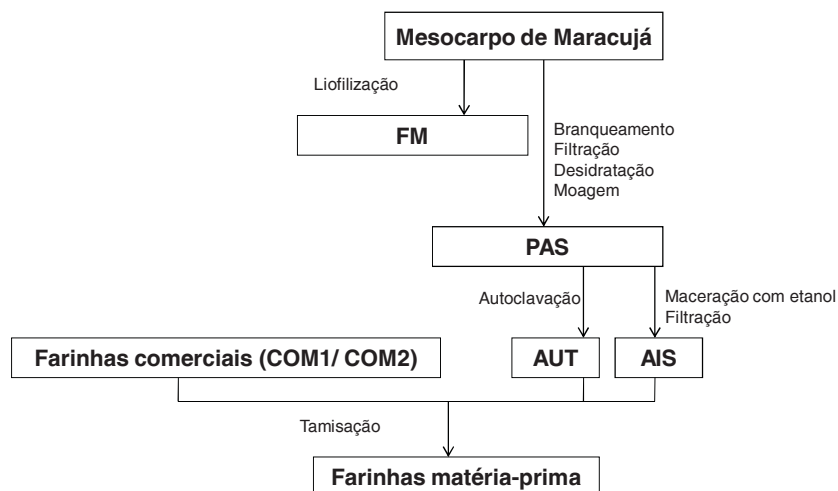 Mesocarpo de Maracujá
Liofilização
FM
Branqueamento
Filtração
Desidratação
Moagem
PAS
Autoclavação
Maceração com etanol
Filtração
Farinhas comerciais (COM1/ COM2)
AUT
AIS
Tamisação
Farinhas matéria-prima